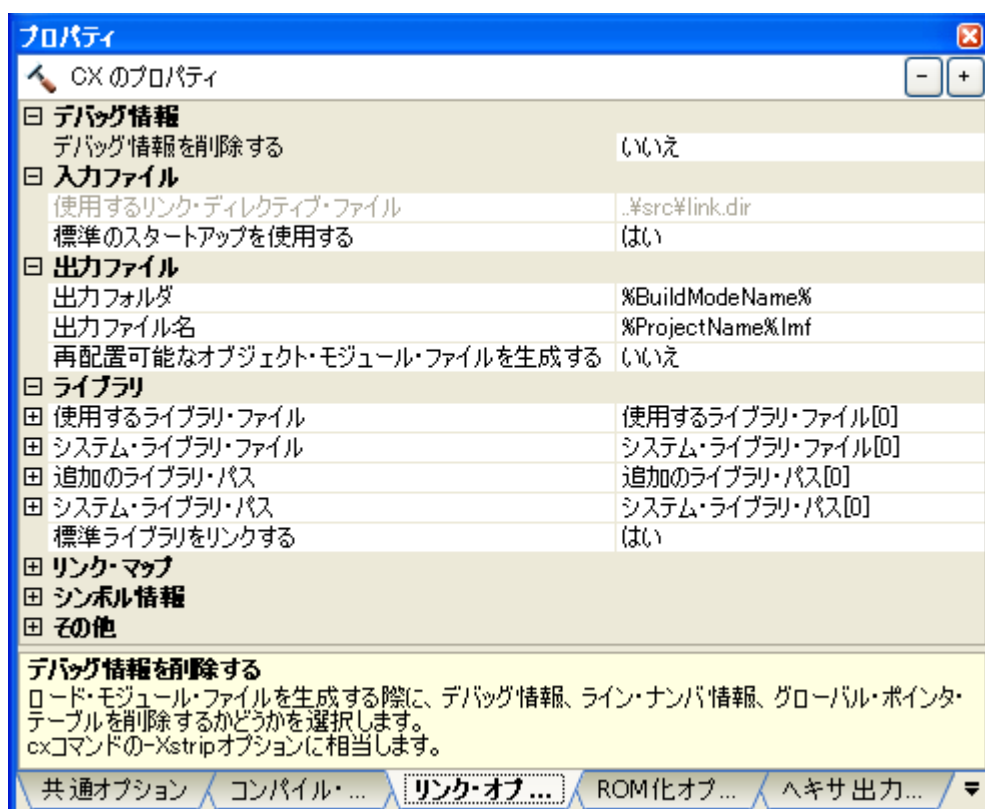 プロパティ
CX のプロパティ
デバッグ情報
デバッグ情報を削除する いいえ
入力ファイル
使用するリンク・ディレクティブ・ファイル ..¥src¥link.dir
標準のスタートアップを使用する はい
出力ファイル
出力フォルダ %BuildModeName%
出力ファイル名 %ProjectName%.lmf
再配置可能なオブジェクト・モジュール・ファイルを生成する いいえ
ライブラリ
使用するライブラリ・ファイル 使用するライブラリ・ファイル[0]
システム・ライブラリ・ファイル システム・ライブラリ・ファイル[0]
追加のライブラリ・パス 追加のライブラリ・パス[0]
システム・ライブラリ・パス システム・ライブラリ・パス[0]
標準ライブラリをリンクする はい
リンク・マップ
シンボル情報
その他
デバッグ情報を削除する
ロード・モジュール・ファイルを生成する際に、デバッグ情報、ライン・ナンバ情報、グローバル・ポインタ・
テーブルを削除するかどうかを選択します。
cxコマンドの-Xstripオプションに相当します。
共通オプション コンパイル・... リンク・オプ... ROM化オプ... ヘキサ出力...